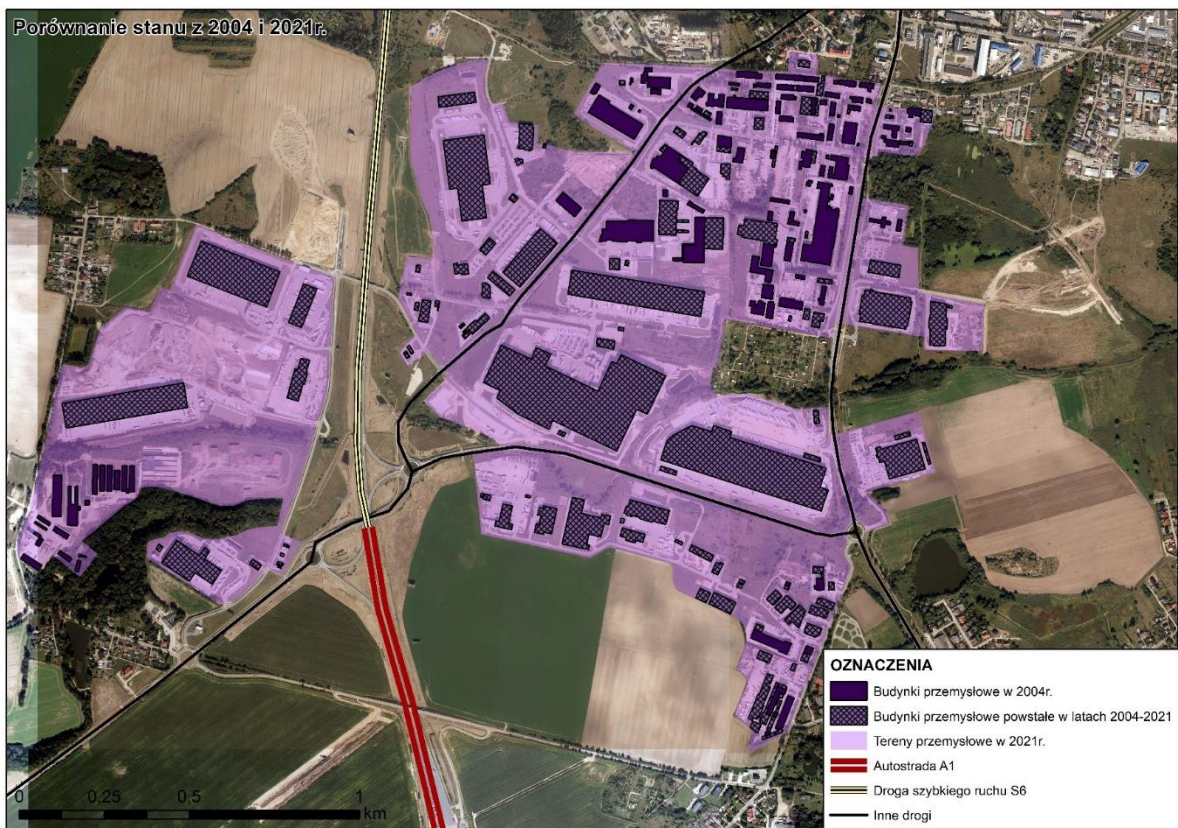 Porównanie stanu z 2004 i 2021r.
OZNACZENIA
Budynki przemysłowe w 2004r.
Budynki przemysłowe powstałe w latach 2004-2021
Tereny przemysłowe w 2021r.
Autostrada A1
Droga szybkiego ruchu S6
Inne drogi
0 0,25 0,5 1
km